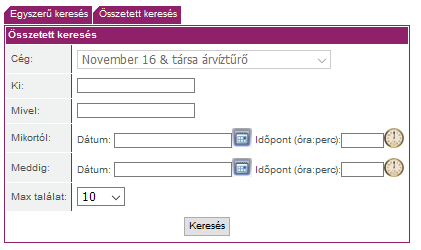 Egyszerű keresés Összetett keresés
Összetett keresés
Cég: November 16 & társa árvíztűrő
Ki:
Mivel:
Mikortól: Dátum: Időpont (óra:perc):
Meddig: Dátum: Időpont (óra:perc):
Max találat: 10
Keresés